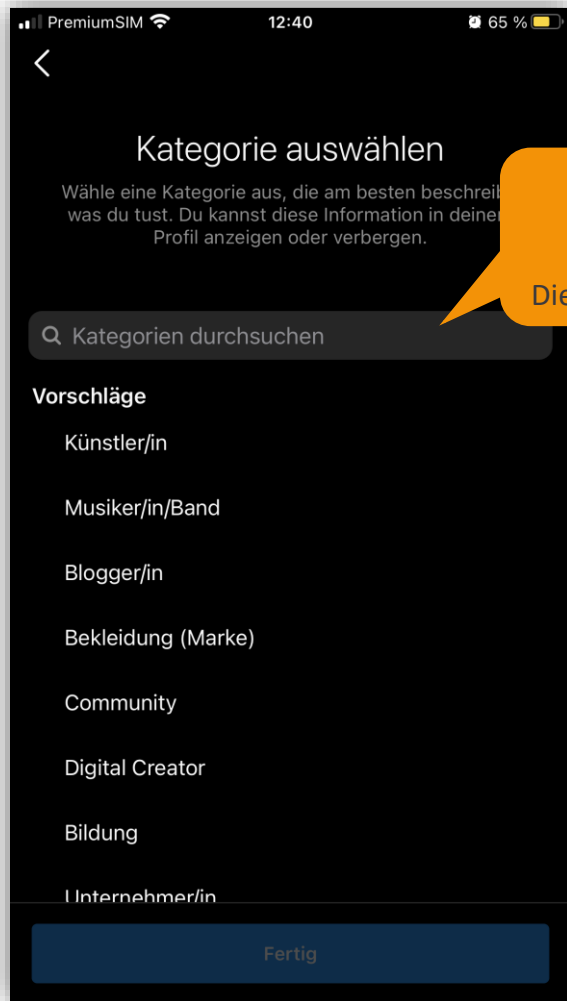 PremiumSIM 12:40 65 %
Kategorie auswählen
Wähle eine Kategorie aus, die am besten
was du tust. Du kannst diese Information in
Profil anzeigen oder verbergen.
Die
Kategorien durchsuchen
Vorschläge
Künstler/in
Musiker/in/Band
Blogger/in
Bekleidung (Marke)
Community
Digital Creator
Bildung
Unternehmer/in
Fertig